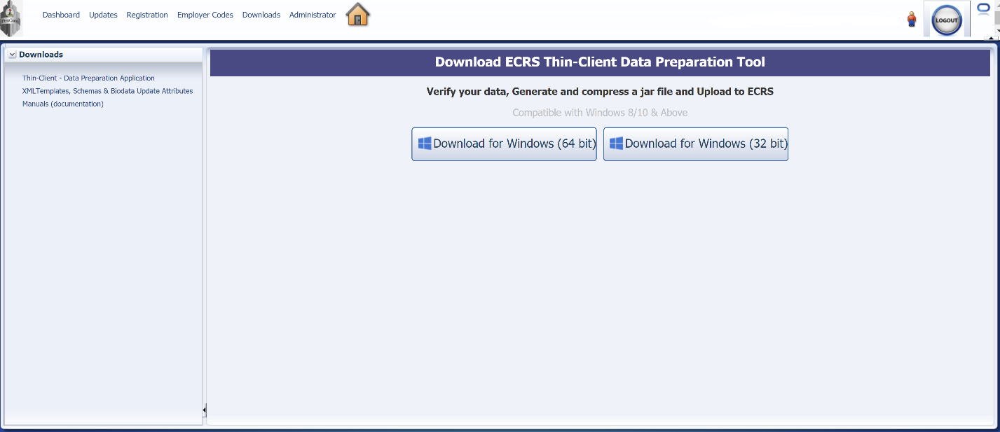 PenCom
Dashboard Updates Registration Employer Codes Downloads Administrator
LOGOUT
Downloads
Thin-Client - Data Preparation Application
XMLTemplates, Schemas & Biodata Update Attributes
Manuals (documentation)
Download ECRS Thin-Client Data Preparation Tool
Verify your data, Generate and compress a jar file and Upload to ECRS
Compatible with Windows 8/10 & Above
Download for Windows (64 bit) Download for Windows (32 bit)